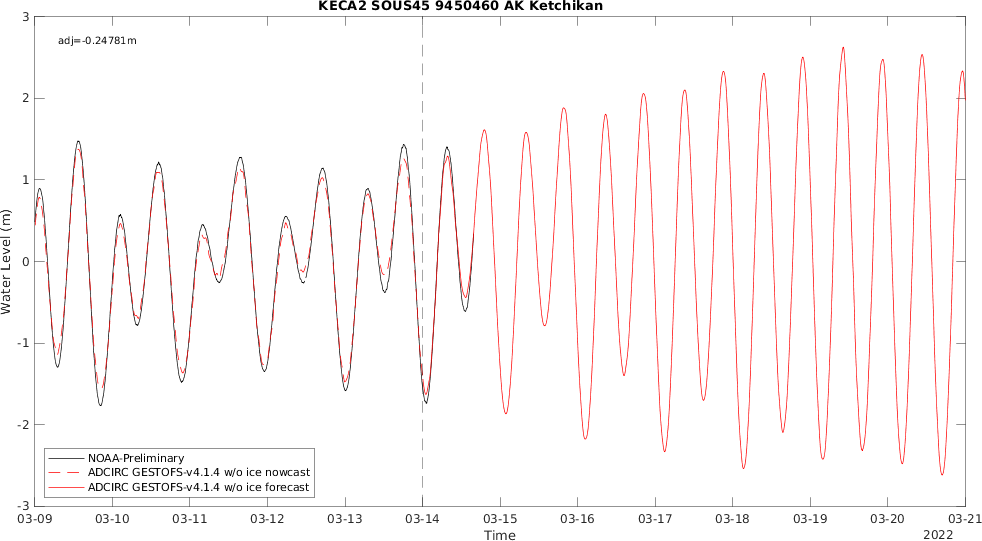 KECA2 SOUS45 9450460 AK Ketchikan
adj=-0.24781m
3
2
1
0
-1
-2
-3
Water Level (m)
NOAA-Preliminary
ADCIRC GESTOFS-v4.1.4 w/o ice nowcast
ADCIRC GESTOFS-v4.1.4 w/o ice forecast
03-09 03-10 03-11 03-12 03-13 03-14 03-15 03-16 03-17 03-18 03-19 03-20 03-21
Time
2022